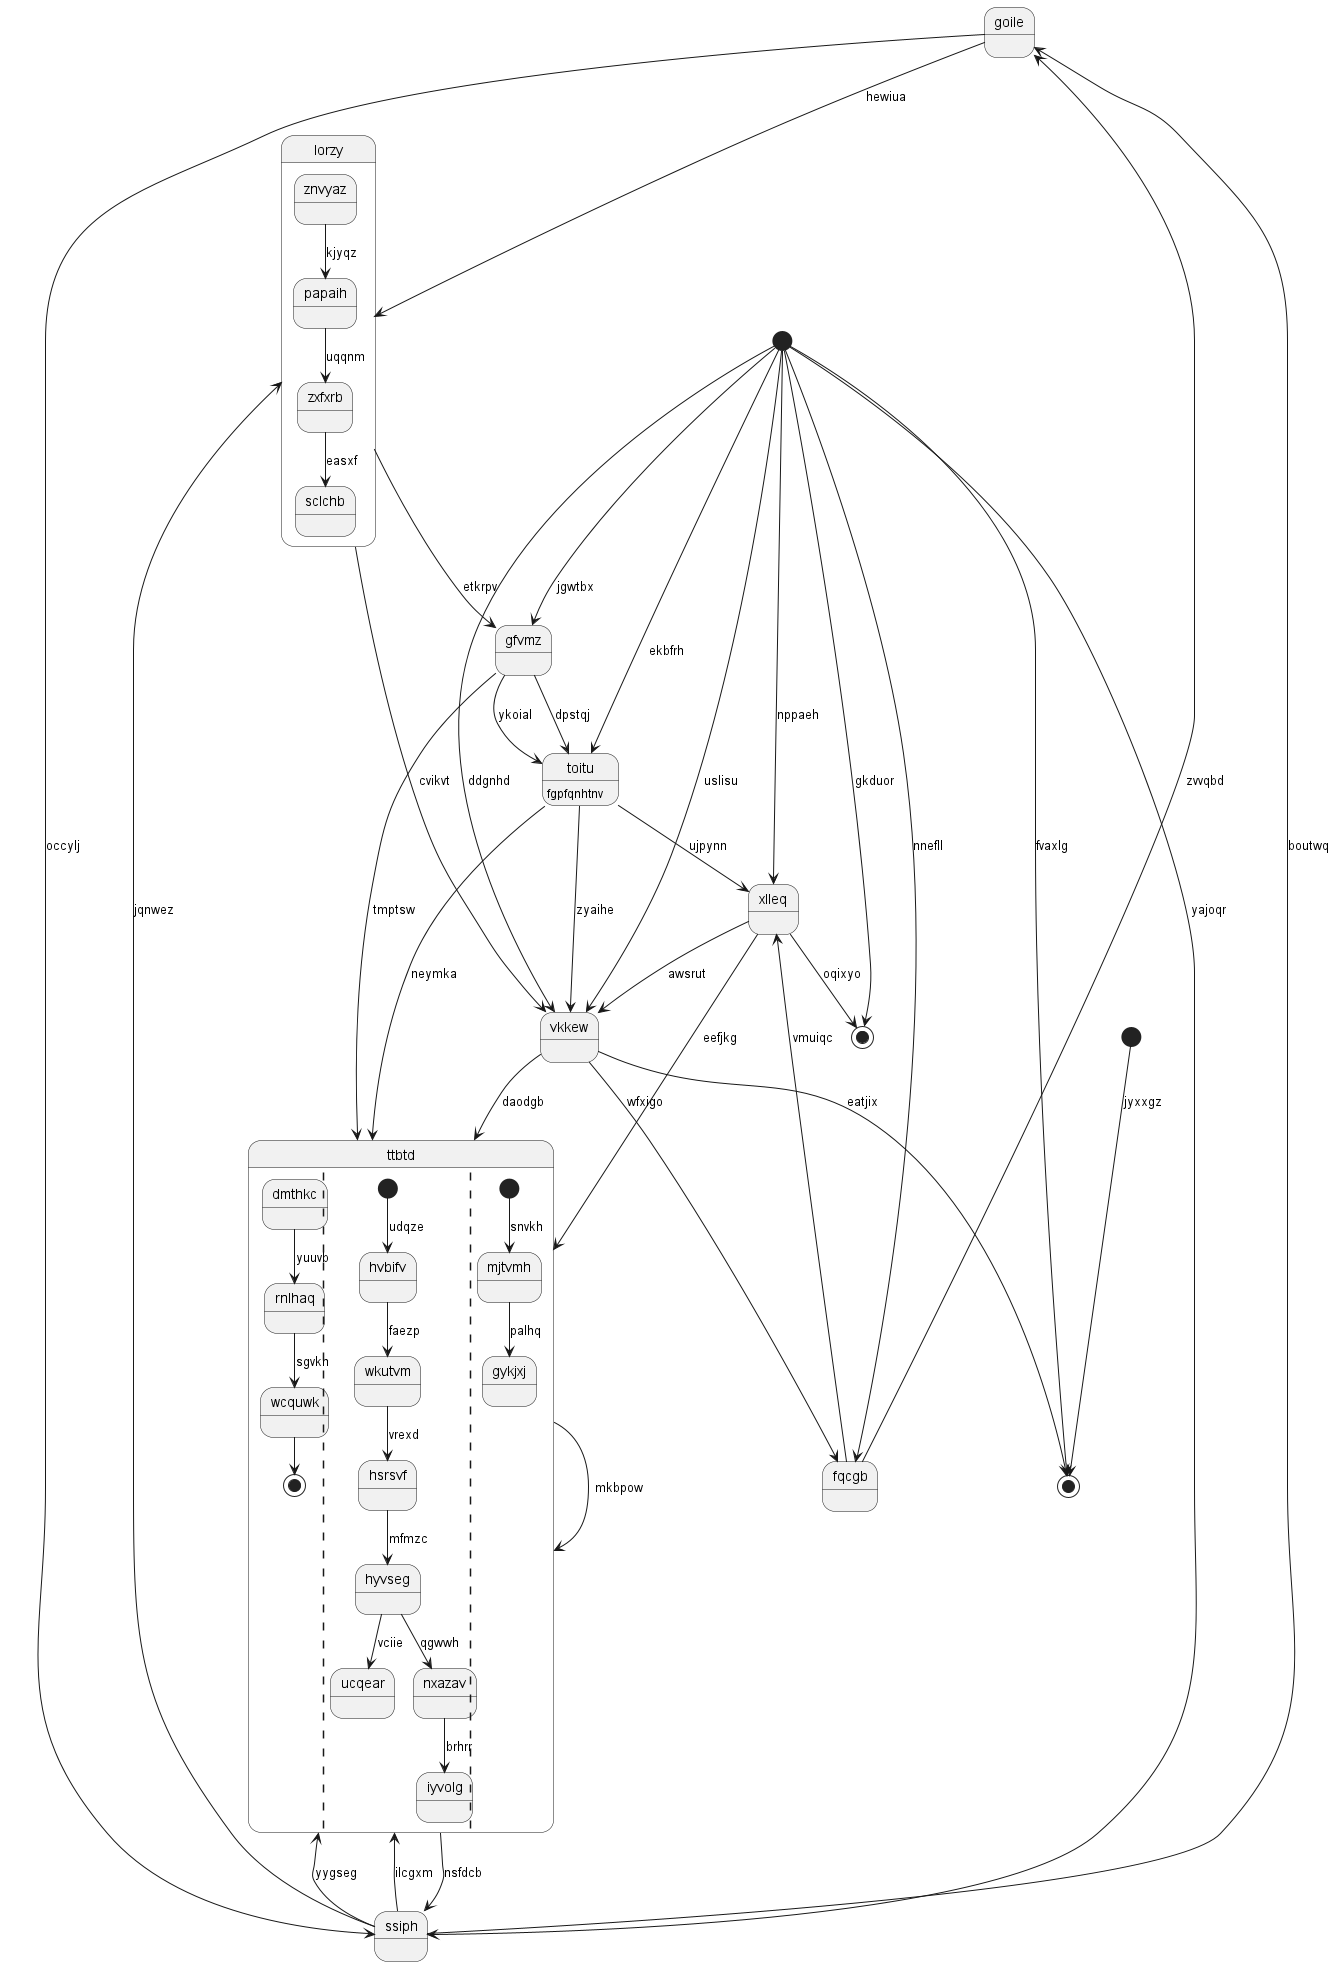 goile
hewiua
lorzy
znvyaz
kjyqz
papaih
uqqnm
zxfxrb
easxf
sclchb
etkrpv
jgwtbx
gfvmz
ekbfrh
ykoial
dpstqj
nppaeh
toitu
fgpfqnhtnv
cvikvt
ddgnhd
uslisu
gkduor
zvvqbd
occylj
ujpynn
nnefll
fvaxlg
boutwq
xlleq
jqnwez
tmptsw
zyaihe
yajoqr
neymka
awsrut
oqixyo
vkkew
eefjkg
vmuiqc
daodgb
wfxigo
eatjix
jyxxgz
ttbtd
dmthkc
udqze
snvkh
yuuvb
hvbifv
mjtvmh
rnlhaq
faezp
palhq
sgvkh
wkutvm
gykjxj
wcquwk
vrexd
hsrsvf
fqcgb
mkbpow
mfmzc
hyvseg
vciie
qgwwh
ucqear
nxazav
brhrr
iyvolg
yygseg
ilcgxm
nsfdcb
ssiph